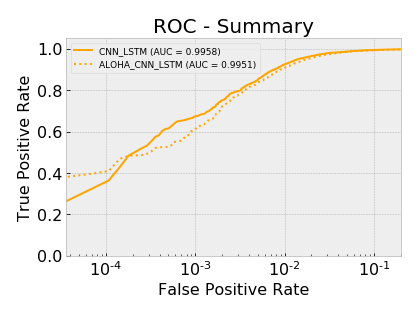 ROC - Summary
CNN_LSTM (AUC = 0.9958)
ALOHA_CNN_LSTM (AUC = 0.9951)
True Positive Rate
1.0
0.8
0.6
0.4
0.2
0.0
10⁻⁴ 10⁻³ 10⁻² 10⁻¹
False Positive Rate